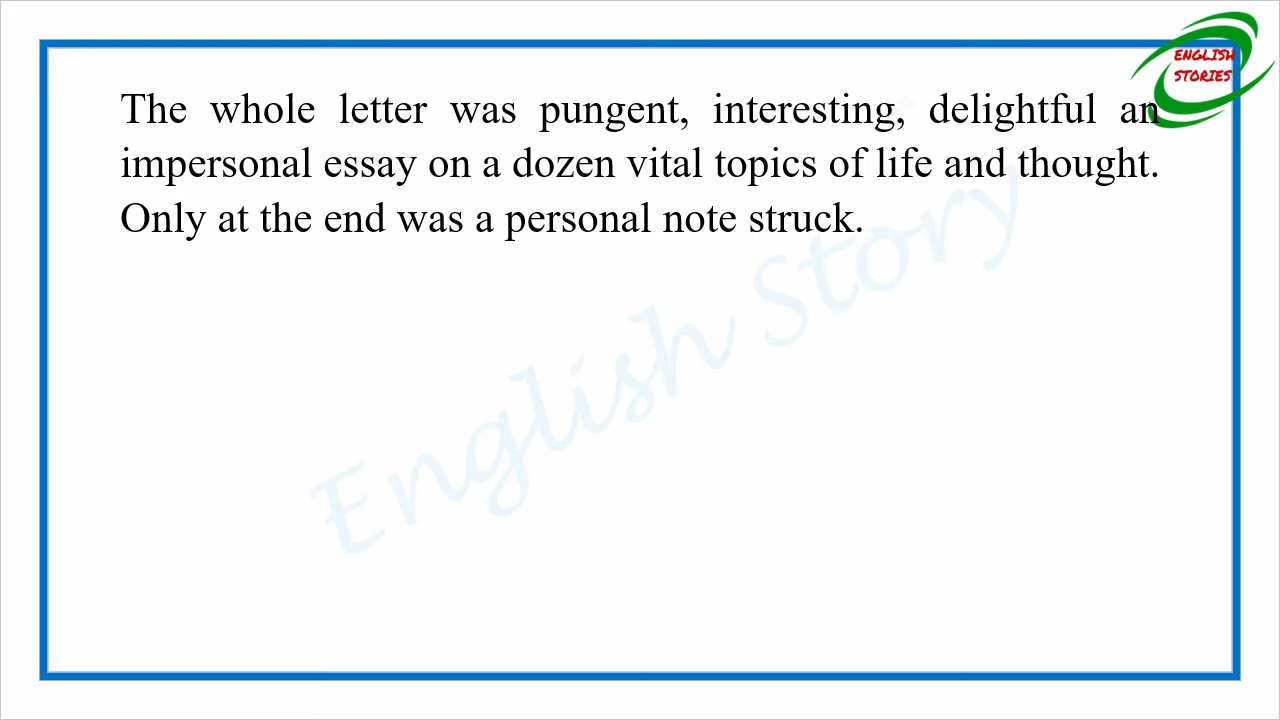 ENGLISH
STORIES
The whole letter was pungent, interesting, delightful an
impersonal essay on a dozen vital topics of life and thought.
Only at the end was a personal note struck.
English Story